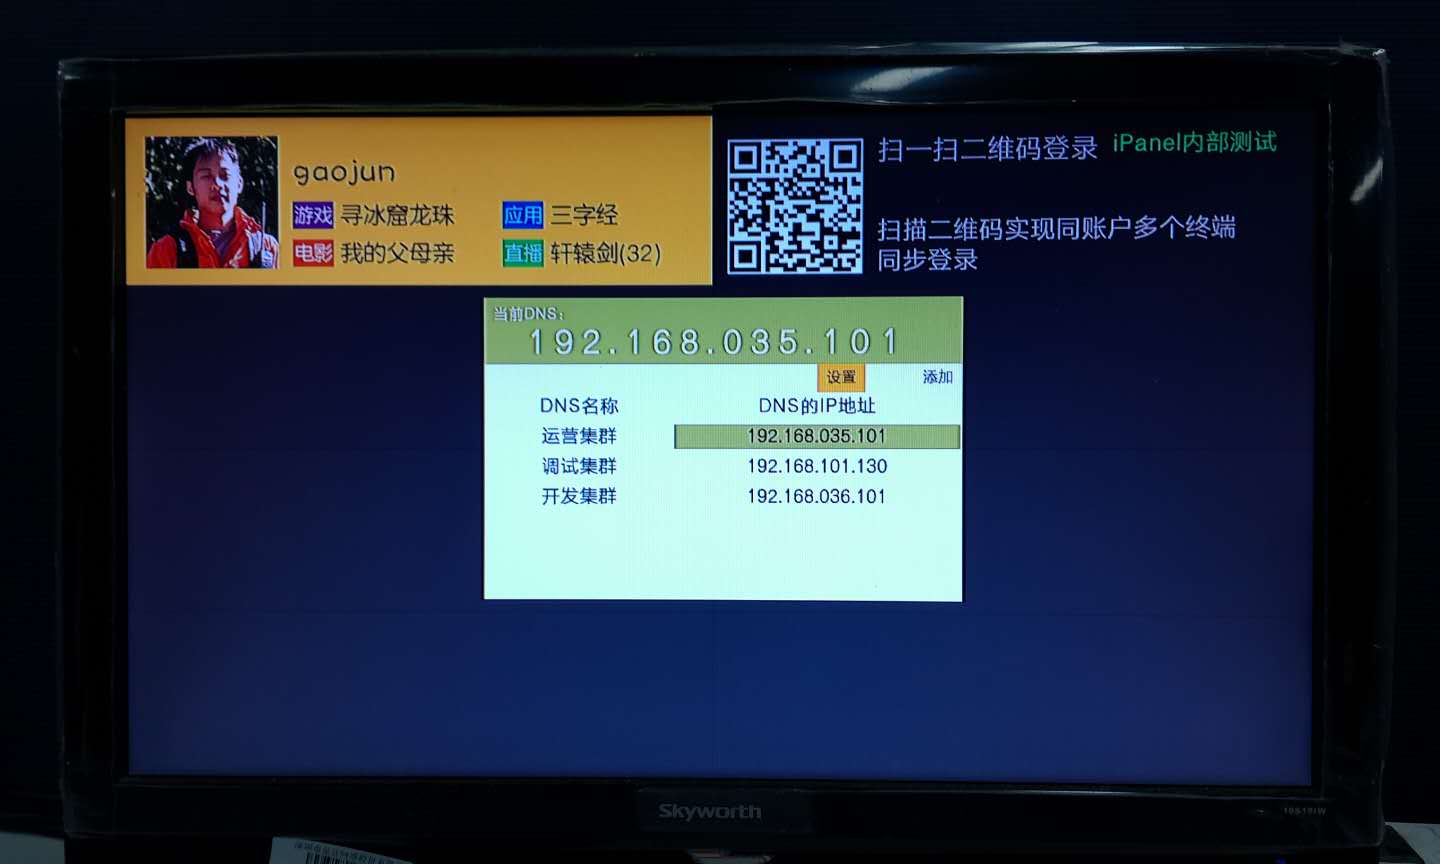 gaojun
游戏 寻冰窟龙珠 应用 三字经
电影 我的父母亲 直播 轩辕剑(32)
扫一扫二维码登录 iPanel内部测试
扫描二维码实现同账户多个终端
同步登录
当前DNS:
192.168.035.101
设置 添加
DNS名称 DNS的IP地址
运营集群 192.168.035.101
调试集群 192.168.101.130
开发集群 192.168.036.101
Skyworth